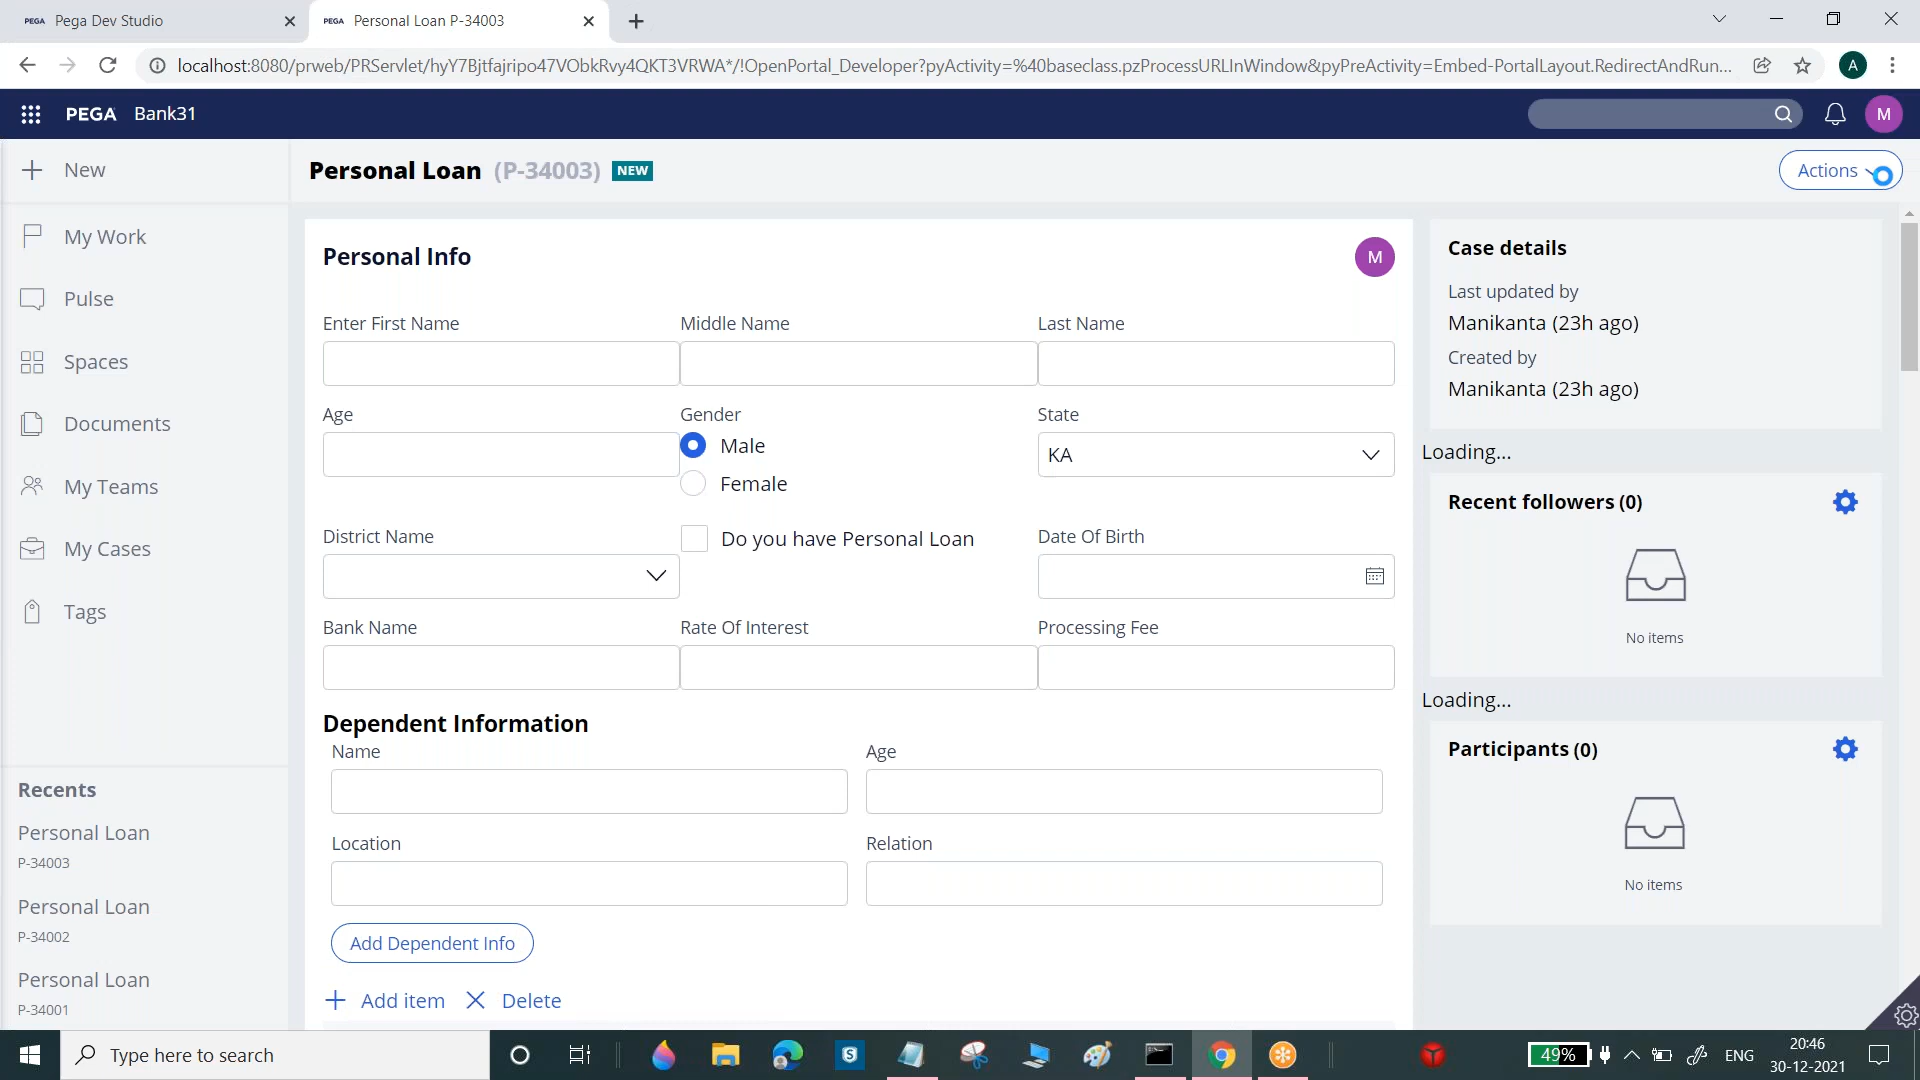 PEGA Pega Dev Studio
PEGA Personal Loan P-34003
localhost:8080/prweb/PRServlet/hyY7Bjtfajripo47VObkRvy4QKT3VRWA*/!OpenPortal_Developer?pyActivity=%40baseclass.pzProcessURLInWindow&pyPreActivity=Embed-PortalLayout.RedirectAndRun...
A
PEGA Bank31
M
New
Personal Loan (P-34003) NEW
Actions
My Work
Pulse
Spaces
Documents
My Teams
My Cases
Tags
Recents
Personal Loan
P-34003
Personal Loan
P-34002
Personal Loan
P-34001
Personal Info
M
Enter First Name Middle Name Last Name
Age Gender State
Male
KA
Female
District Name Do you have Personal Loan Date Of Birth
Bank Name Rate Of Interest Processing Fee
Dependent Information
Name Age
Location Relation
Add Dependent Info
Add item Delete
Case details
Last updated by
Manikanta (23h ago)
Created by
Manikanta (23h ago)
Loading...
Recent followers (0)
No items
Loading...
Participants (0)
No items
Type here to search
S
49%
ENG
20:46
30-12-2021